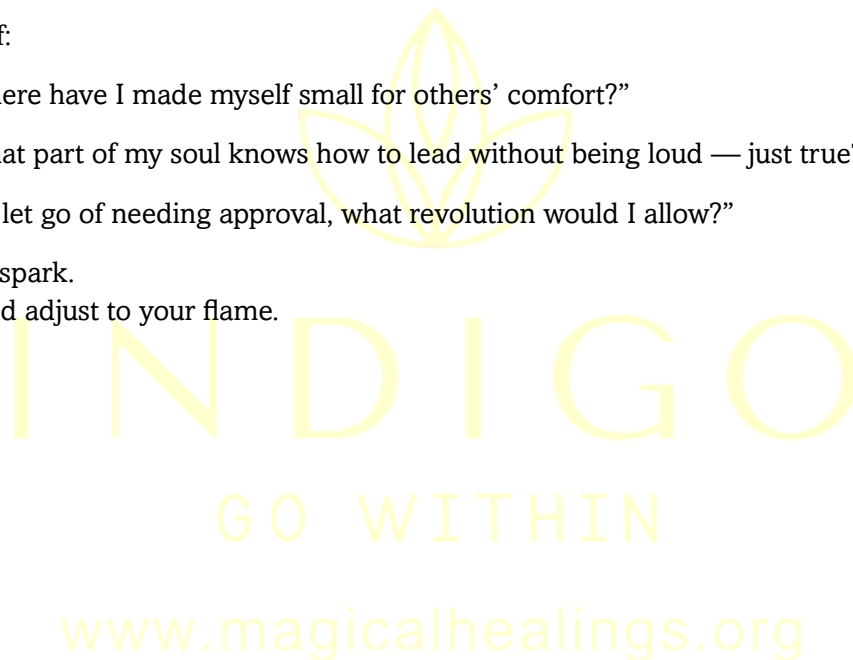 f:
ere have I made myself small for others’ comfort?”
at part of my soul knows how to lead without being loud — just true?
let go of needing approval, what revolution would I allow?”
spark.
d adjust to your flame.
INDIGO
GO WITHIN
www.magicalhealings.org